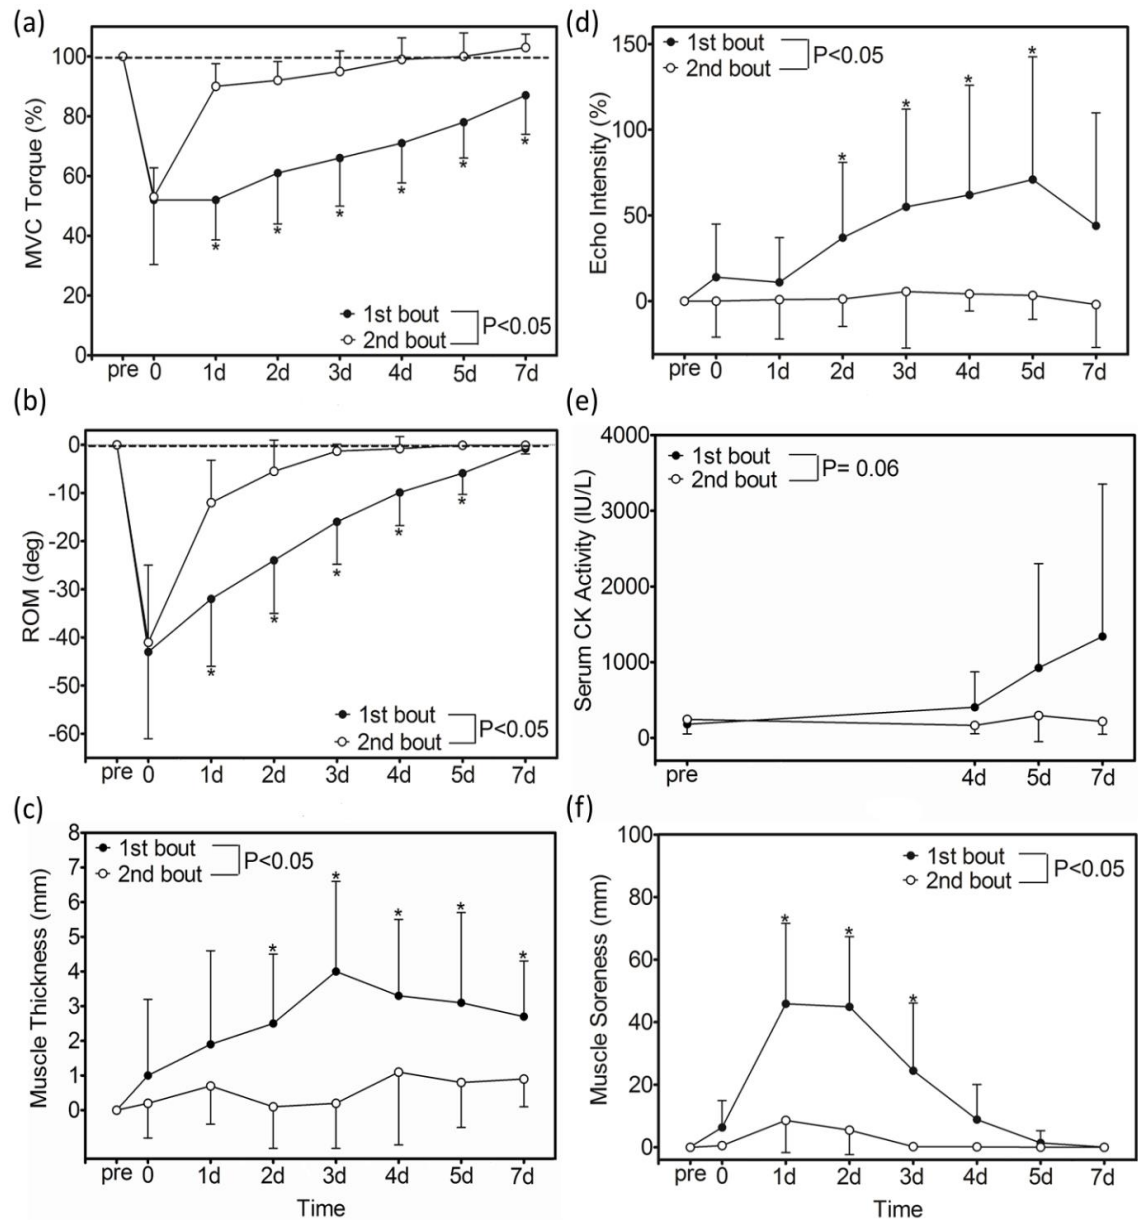 (a)
MVC Torque (%)
100
80
60
40
20
0
* * * * * *
1st bout
2nd bout
P<0.05
pre 0 1d 2d 3d 4d 5d 7d
(d)
Echo Intensity (%)
150
100
50
0
1st bout
2nd bout
P<0.05
* * * *
pre 0 1d 2d 3d 4d 5d 7d
(b)
ROM (deg)
-0
-10
-20
-30
-40
-50
-60
* * * * *
1st bout
2nd bout
P<0.05
pre 0 1d 2d 3d 4d 5d 7d
(e)
Serum CK Activity (IU/L)
4000
3000
2000
1000
0
1st bout
2nd bout
P= 0.06
pre 4d 5d 7d
(c)
Muscle Thickness (mm)
8
7
6
5
4
3
2
1
0
1st bout
2nd bout
P<0.05
* * * * *
pre 0 1d 2d 3d 4d 5d 7d
Time
(f)
Muscle Soreness (mm)
100
80
60
40
20
0
1st bout
2nd bout
P<0.05
* * *
pre 0 1d 2d 3d 4d 5d 7d
Time